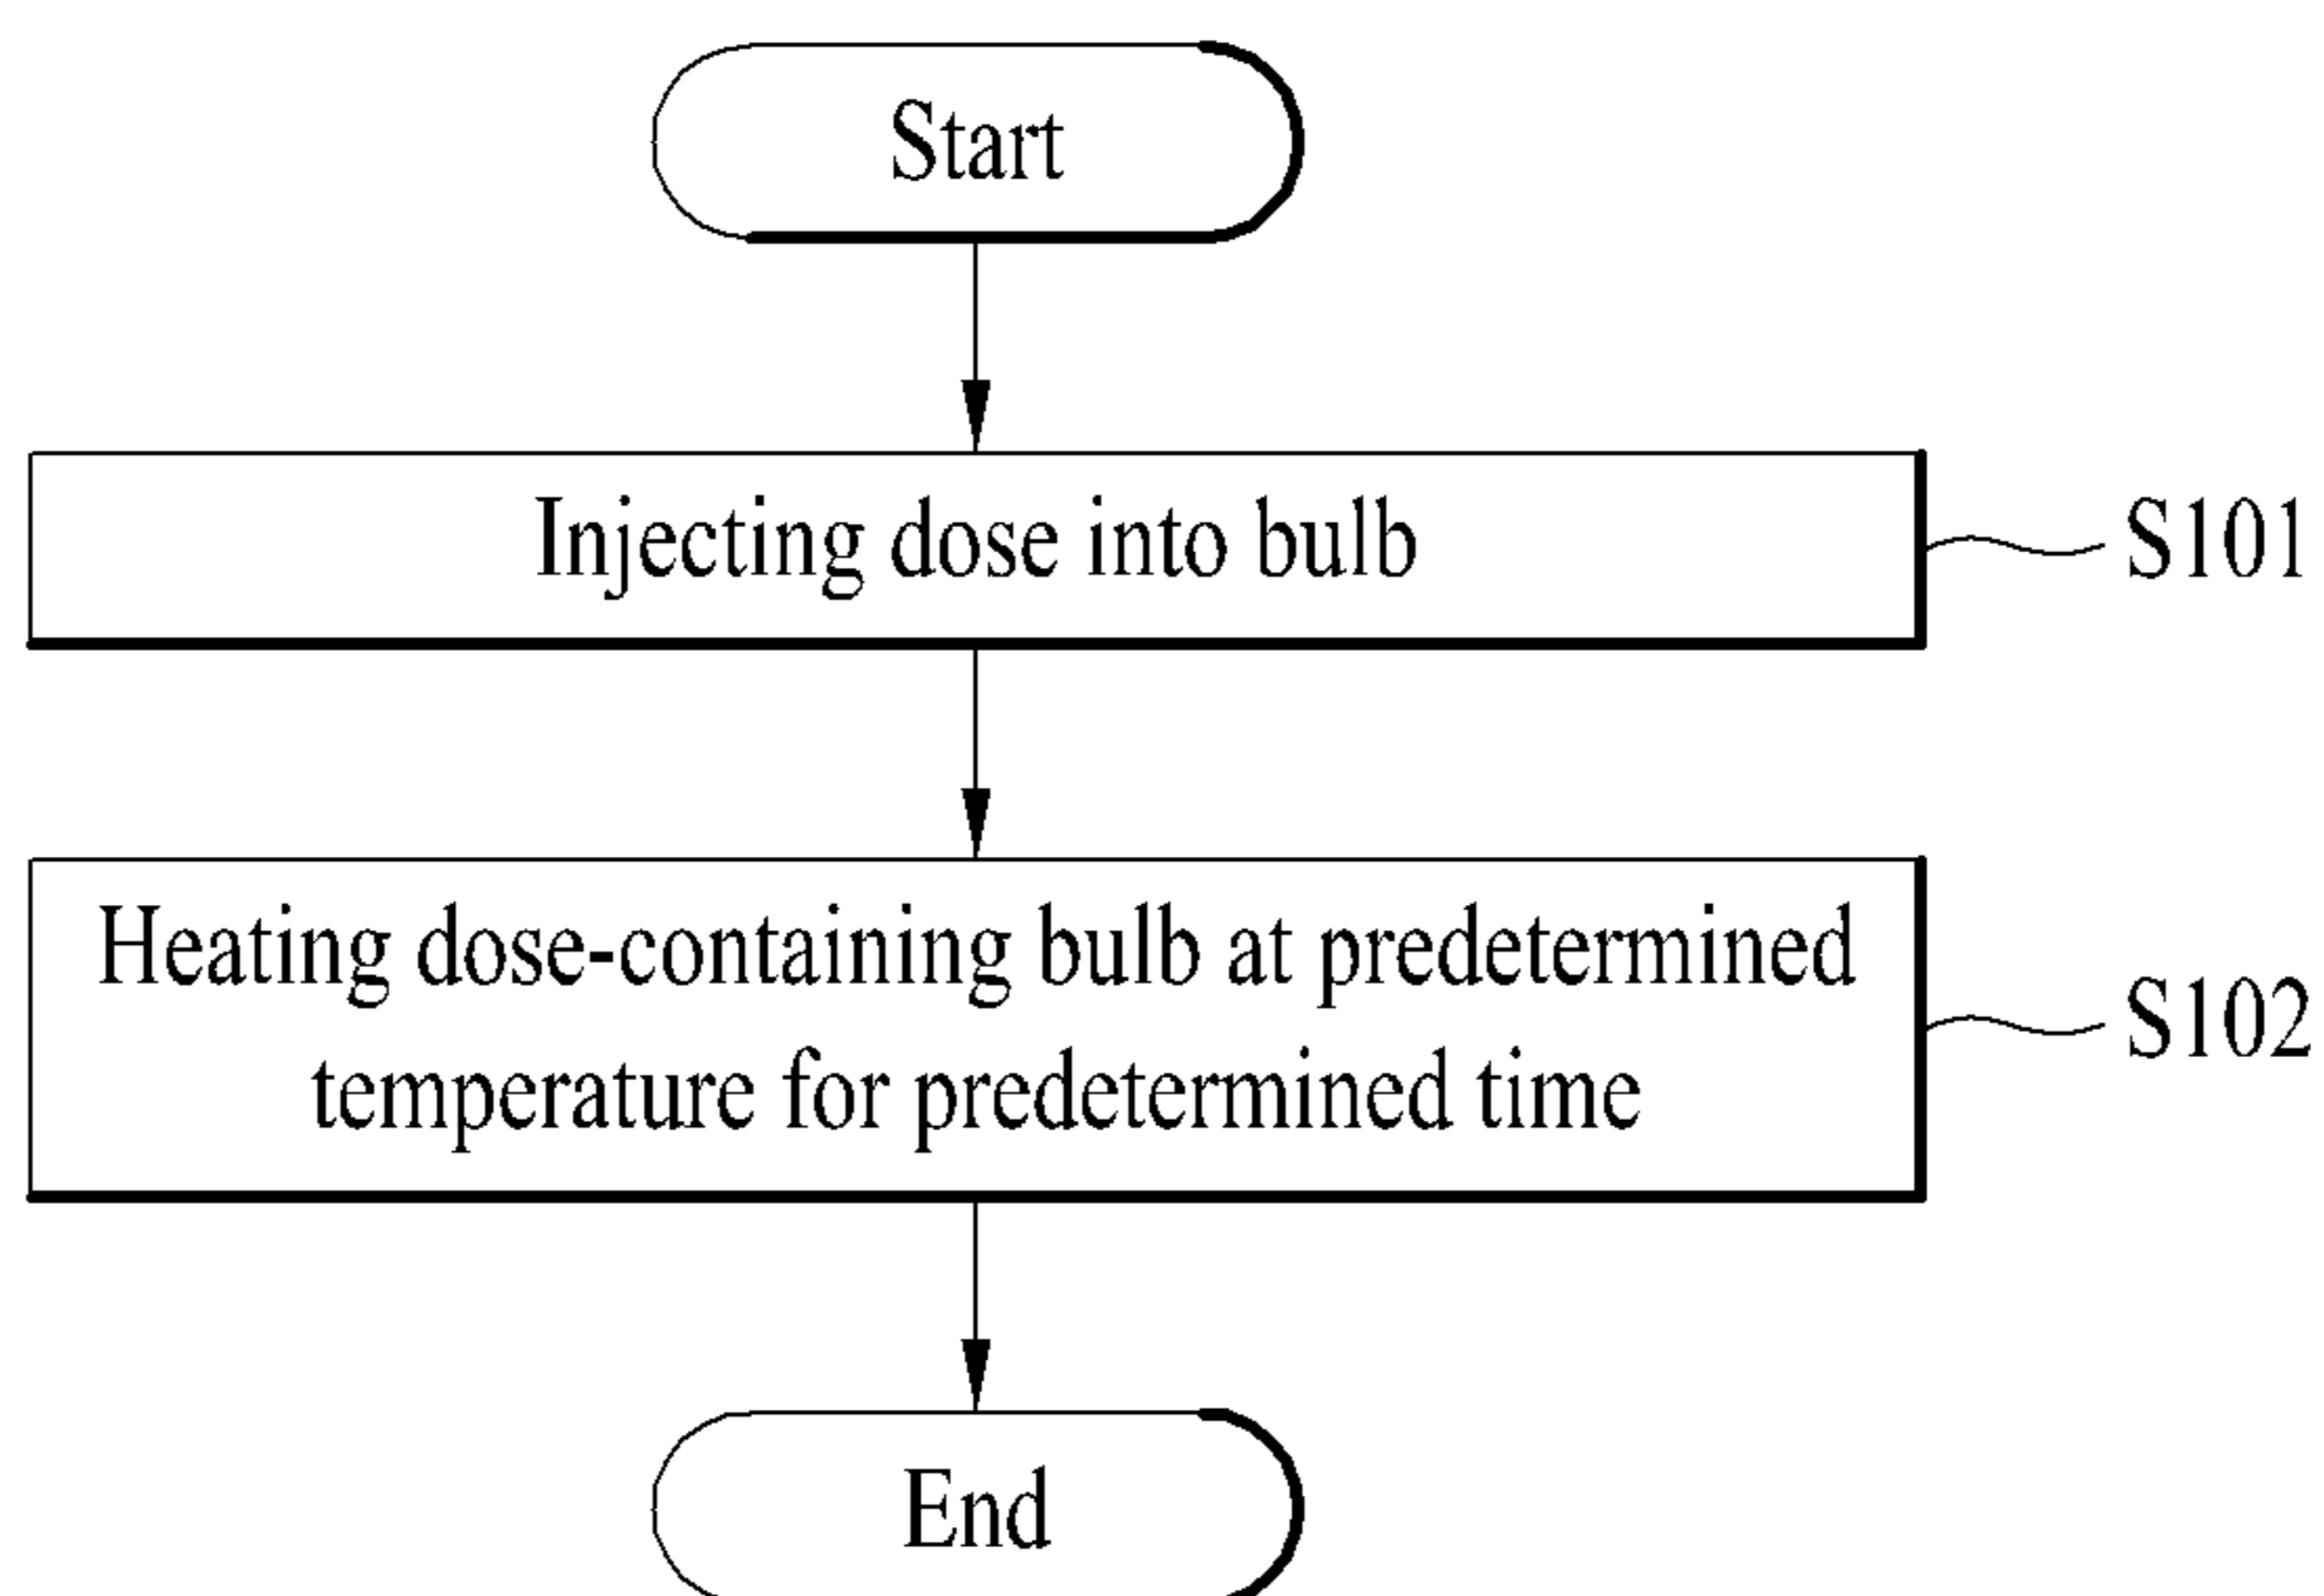 Start
Injecting dose into bulb
S101
Heating dose-containing bulb at predetermined
temperature for predetermined time
S102
End